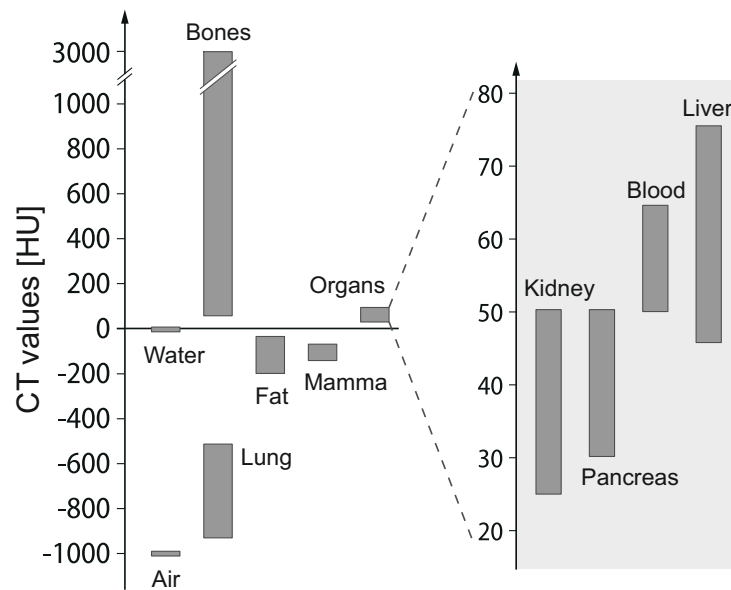 Bones
3000
1000
800
600
400
200
0
-200
-400
-600
-800
-1000
CT values [HU]
Organs
Water
Fat
Mamma
Lung
Air
80
70
60
50
40
30
20
Liver
Blood
Kidney
Pancreas